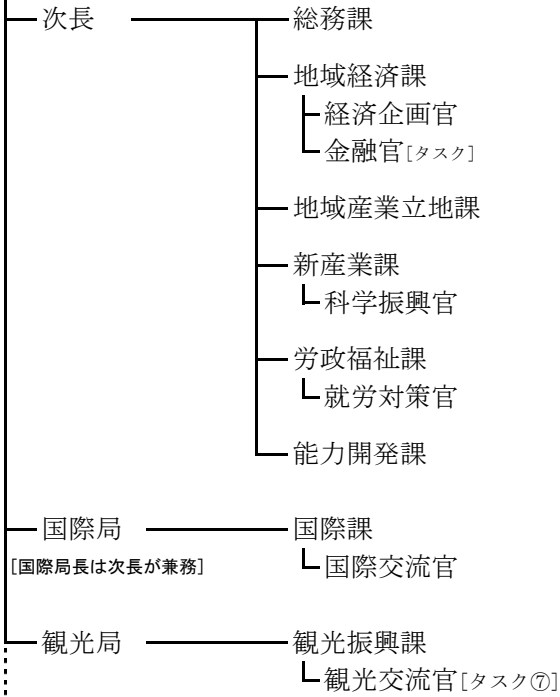 次長 総務課
地域経済課
経済企画官
金融官[タスク]
地域産業立地課
新産業課
科学振興官
労政福祉課
就労対策官
能力開発課
国際局 国際課
[国際局長は次長が兼務] 国際交流官
観光局 観光振興課
観光交流官[タスク⑦]